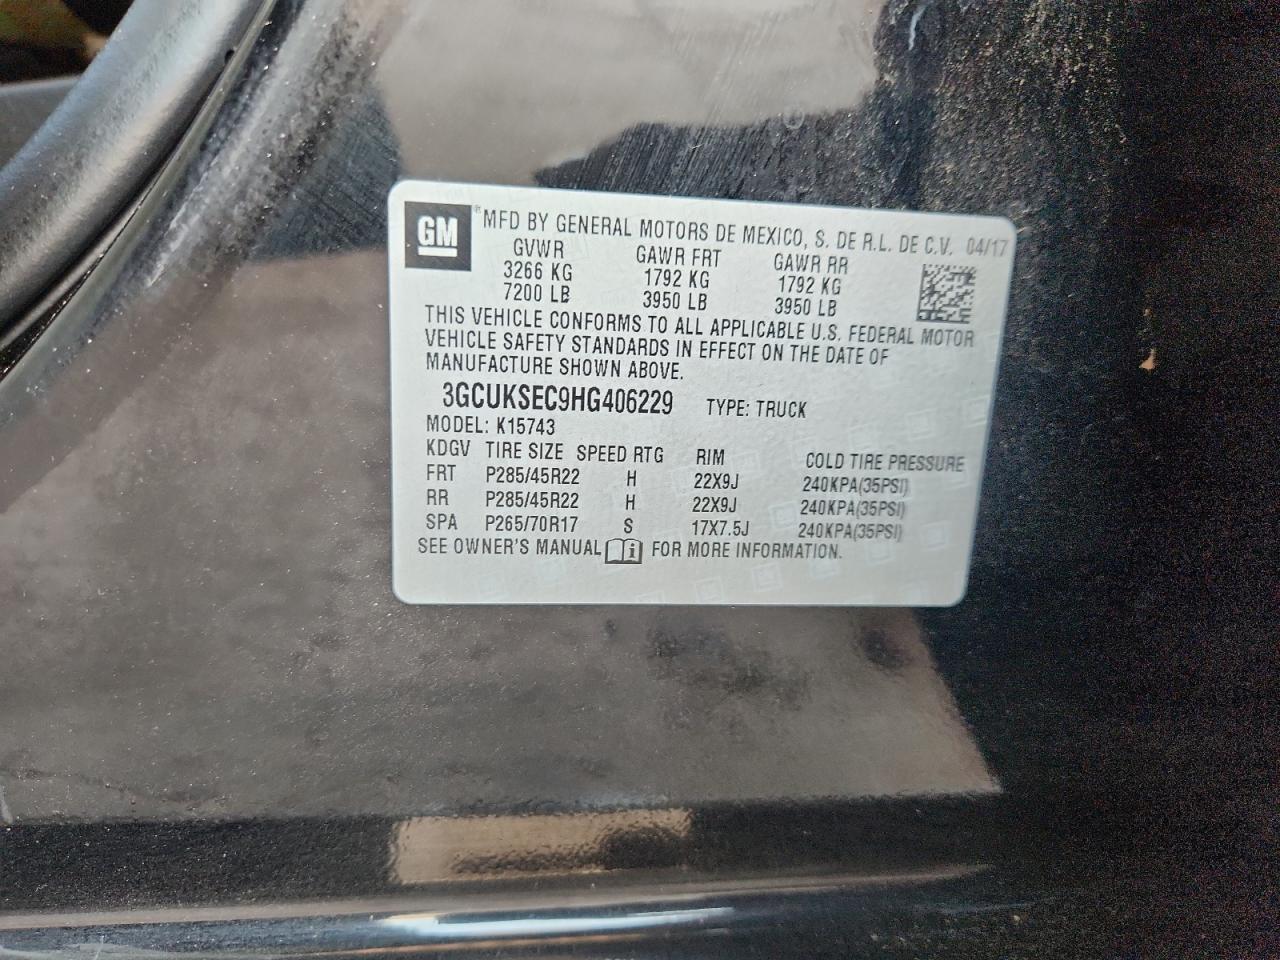 GM ® MFD BY GENERAL MOTORS DE MEXICO, S. DE R.L. DE C.V. 04/17
GVWR GAWR FRT GAWR RR
3266 KG 1792 KG 1792 KG
7200 LB 3950 LB 3950 LB
THIS VEHICLE CONFORMS TO ALL APPLICABLE U.S. FEDERAL MOTOR
VEHICLE SAFETY STANDARDS IN EFFECT ON THE DATE OF
MANUFACTURE SHOWN ABOVE.
3GCUKSEC9HG406229 TYPE: TRUCK
MODEL: K15743
KDGV TIRE SIZE SPEED RTG RIM COLD TIRE PRESSURE
FRT P285/45R22 H 22X9J 240KPA(35PSI)
RR P285/45R22 H 22X9J 240KPA(35PSI)
SPA P265/70R17 S 17X7.5J 240KPA(35PSI)
SEE OWNER'S MANUAL i FOR MORE INFORMATION.